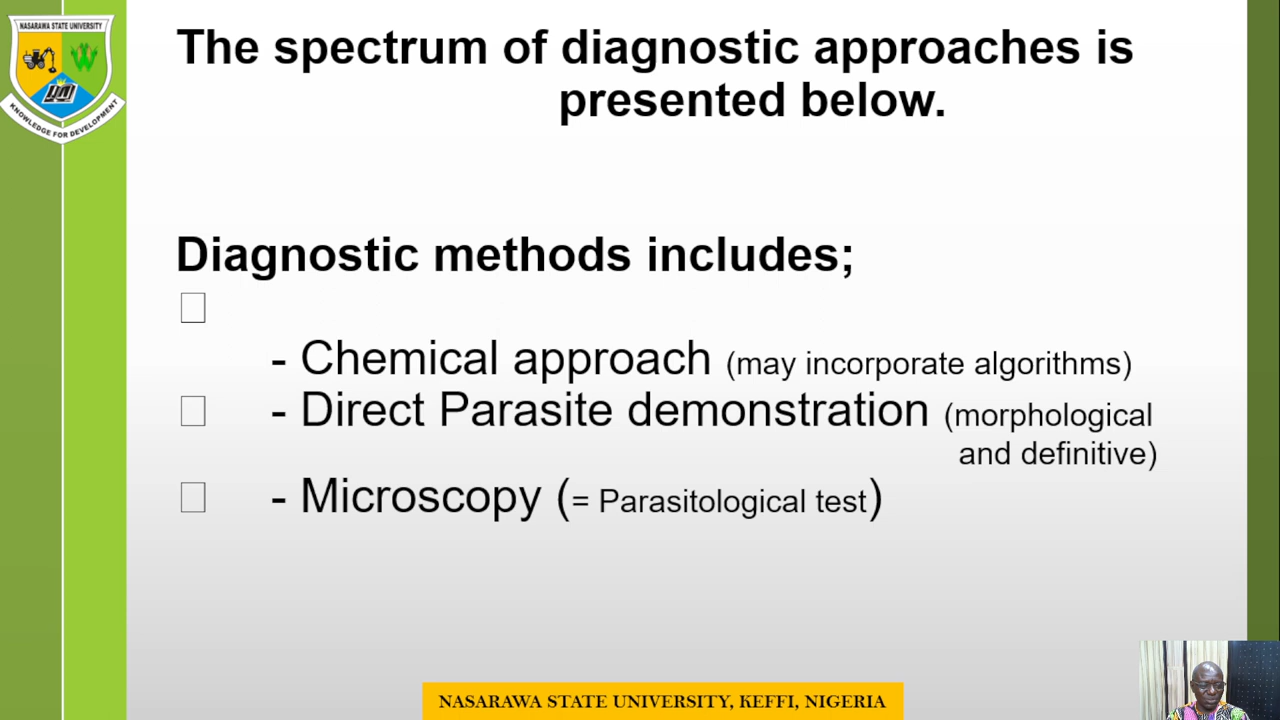 NASARAWA STATE UNIVERSITY
KNOWLEDGE FOR DEVELOPMENT
The spectrum of diagnostic approaches is
presented below.
Diagnostic methods includes;
- Chemical approach (may incorporate algorithms)
- Direct Parasite demonstration (morphological
and definitive)
- Microscopy (= Parasitological test)
NASARAWA STATE UNIVERSITY, KEFFI, NIGERIA